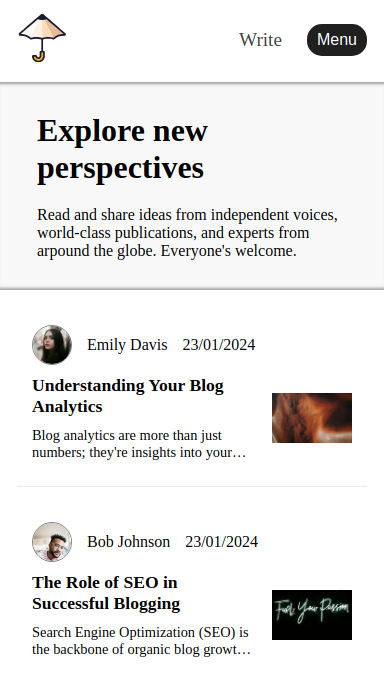 Write
Menu
Explore new
perspectives
Read and share ideas from independent voices,
world-class publications, and experts from
arpound the globe. Everyone's welcome.
Emily Davis 23/01/2024
Understanding Your Blog
Analytics
Blog analytics are more than just
numbers; they're insights into your…
Bob Johnson 23/01/2024
The Role of SEO in
Successful Blogging
Search Engine Optimization (SEO) is
the backbone of organic blog growt…
Fuel Your Passion